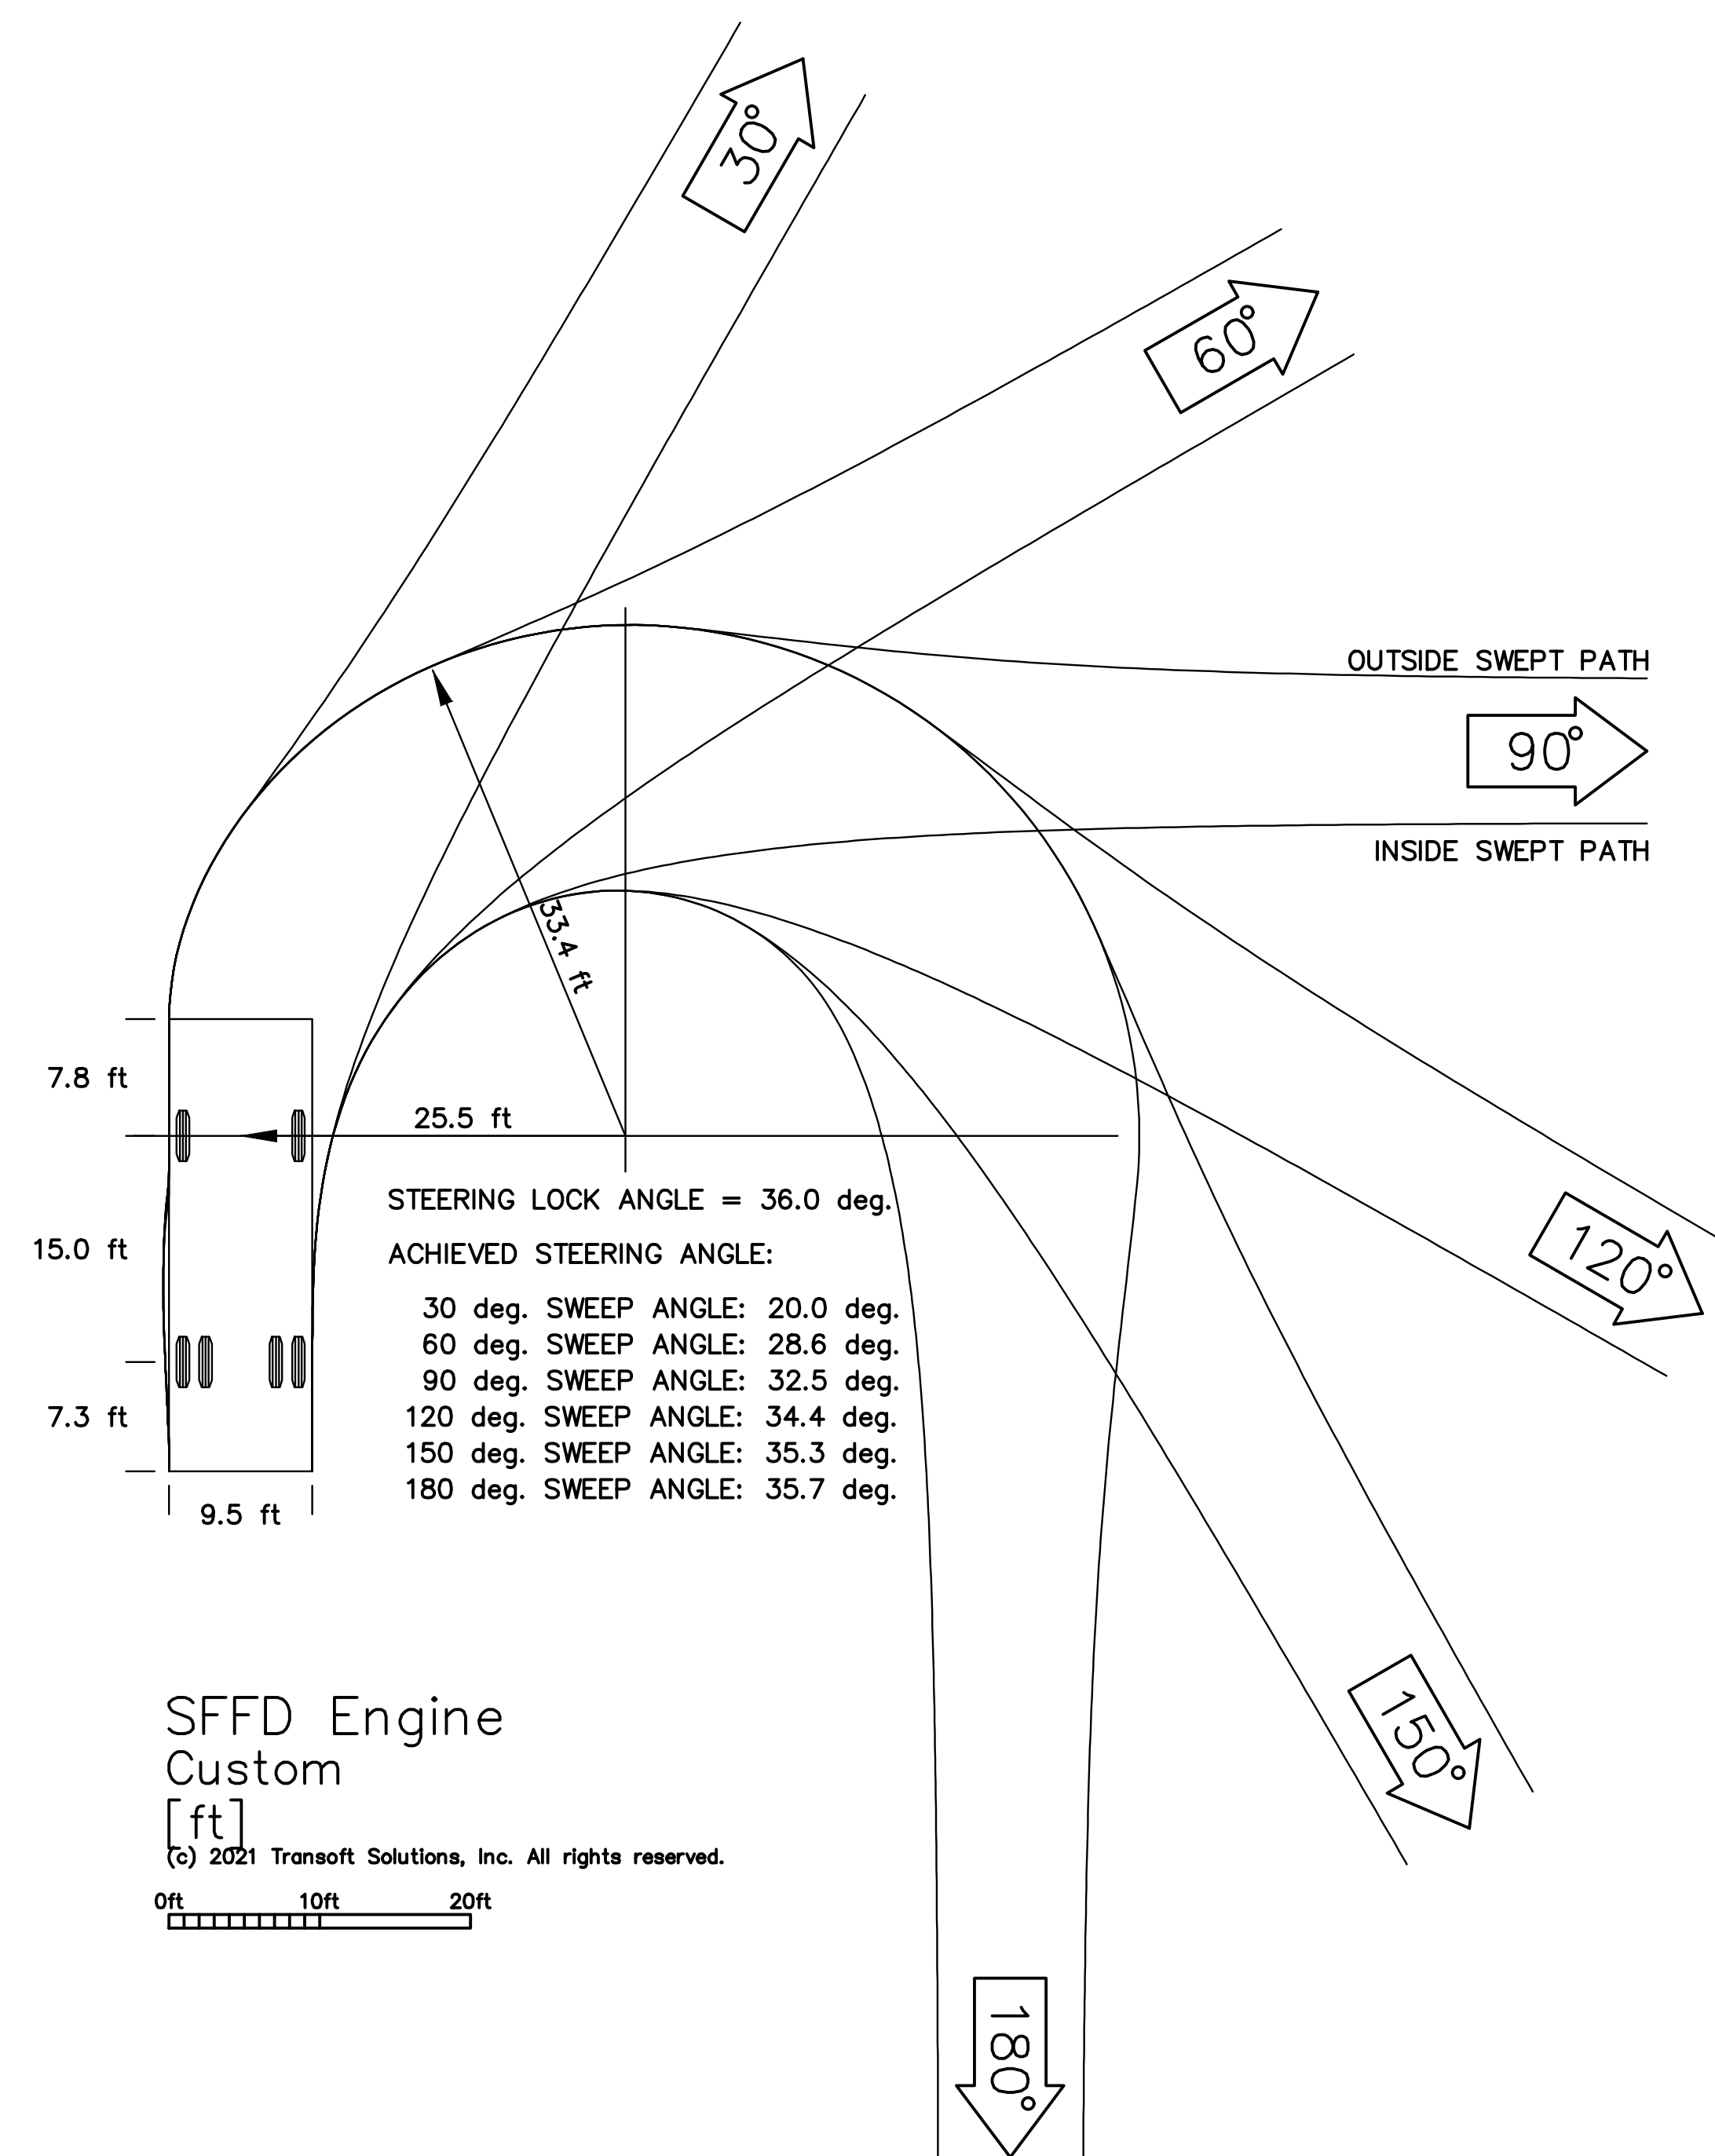 30°
60°
OUTSIDE SWEPT PATH
90°
INSIDE SWEPT PATH
33.4 ft
7.8 ft
25.5 ft
STEERING LOCK ANGLE = 36.0 deg.
15.0 ft
ACHIEVED STEERING ANGLE:
120°
30 deg. SWEEP ANGLE: 20.0 deg.
60 deg. SWEEP ANGLE: 28.6 deg.
90 deg. SWEEP ANGLE: 32.5 deg.
7.3 ft
120 deg. SWEEP ANGLE: 34.4 deg.
150 deg. SWEEP ANGLE: 35.3 deg.
180 deg. SWEEP ANGLE: 35.7 deg.
9.5 ft
SFFD Engine
Custom
[ft]
(c) 2021 Transoft Solutions, Inc. All rights reserved.
150°
0ft 10ft 20ft
180°